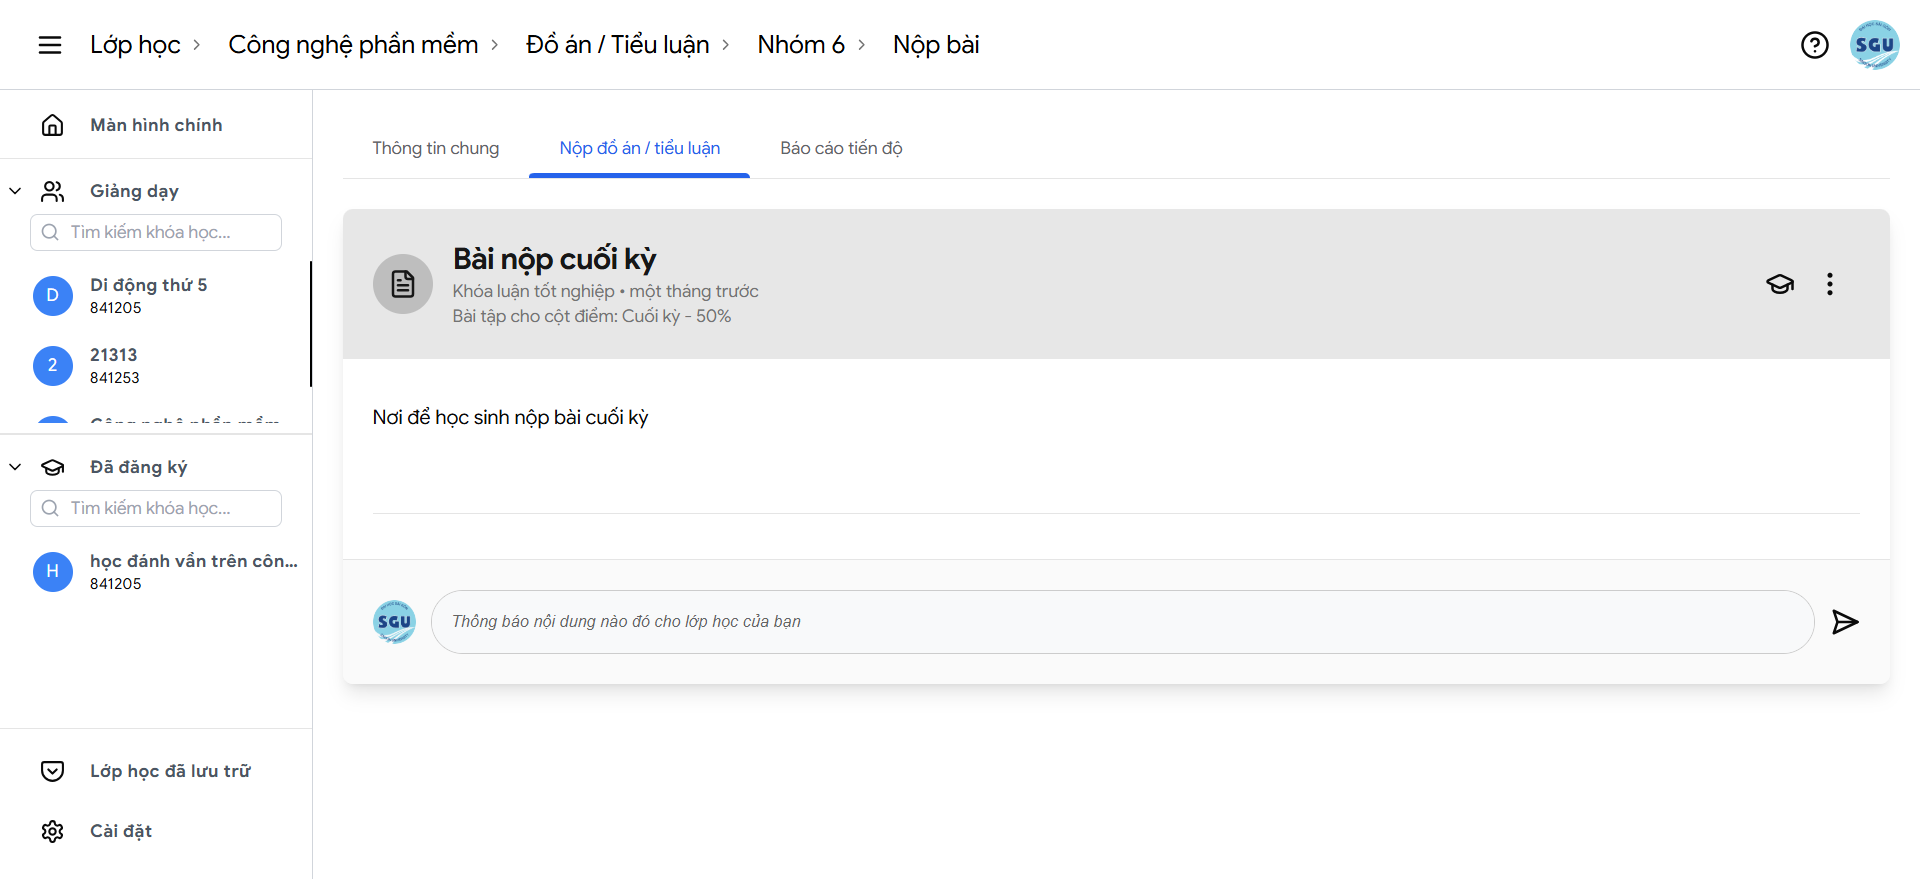 Lớp học
Công nghệ phần mềm
Đồ án / Tiểu luận
Nhóm 6
Nộp bài
SGU
Màn hình chính
Giảng dạy
Tìm kiếm khóa học...
D
Di động thứ 5
841205
2
21313
841253
Công nghệ phần mềm
Đã đăng ký
Tìm kiếm khóa học...
H
học đánh vần trên côn...
841205
Lớp học đã lưu trữ
Cài đặt
Thông tin chung
Nộp đồ án / tiểu luận
Báo cáo tiến độ
Bài nộp cuối kỳ
Khóa luận tốt nghiệp • một tháng trước
Bài tập cho cột điểm: Cuối kỳ - 50%
Nơi để học sinh nộp bài cuối kỳ
SGU
Thông báo nội dung nào đó cho lớp học của bạn